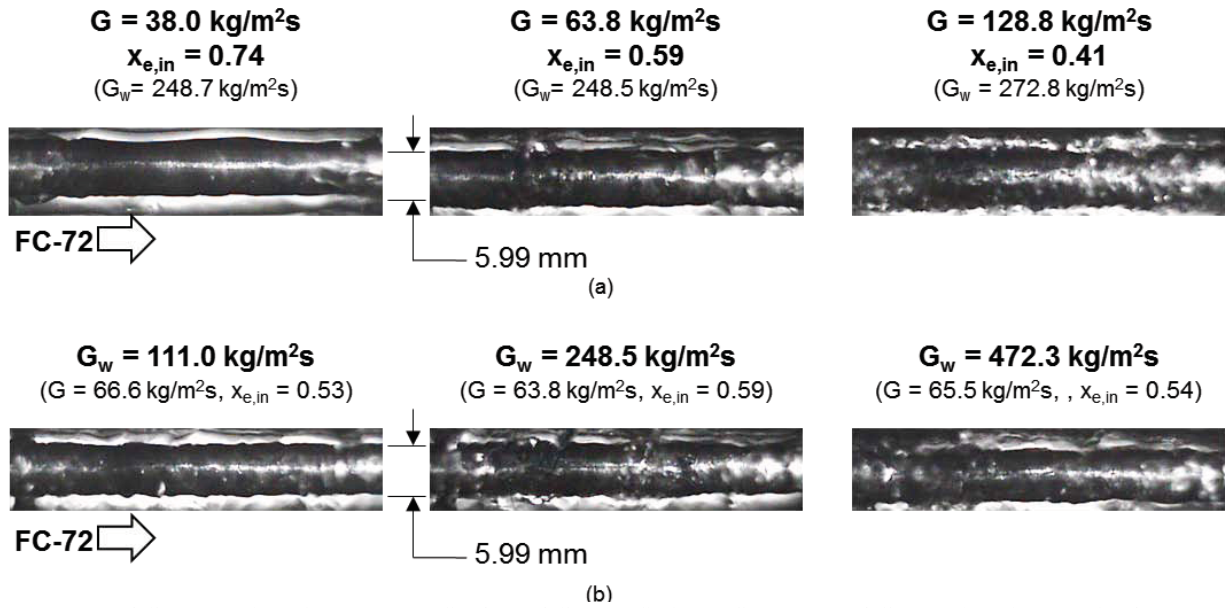 G = 38.0 kg/m²s
xe,in = 0.74
(Gw= 248.7 kg/m²s)
G = 63.8 kg/m²s
xe,in = 0.59
(Gw= 248.5 kg/m²s)
G = 128.8 kg/m²s
xe,in = 0.41
(Gw = 272.8 kg/m²s)
FC-72
5.99 mm
(a)
Gw = 111.0 kg/m²s
(G = 66.6 kg/m²s, xe,in = 0.53)
Gw = 248.5 kg/m²s
(G = 63.8 kg/m²s, xe,in = 0.59)
Gw = 472.3 kg/m²s
(G = 65.5 kg/m²s, , xe,in = 0.54)
FC-72
5.99 mm
(b)